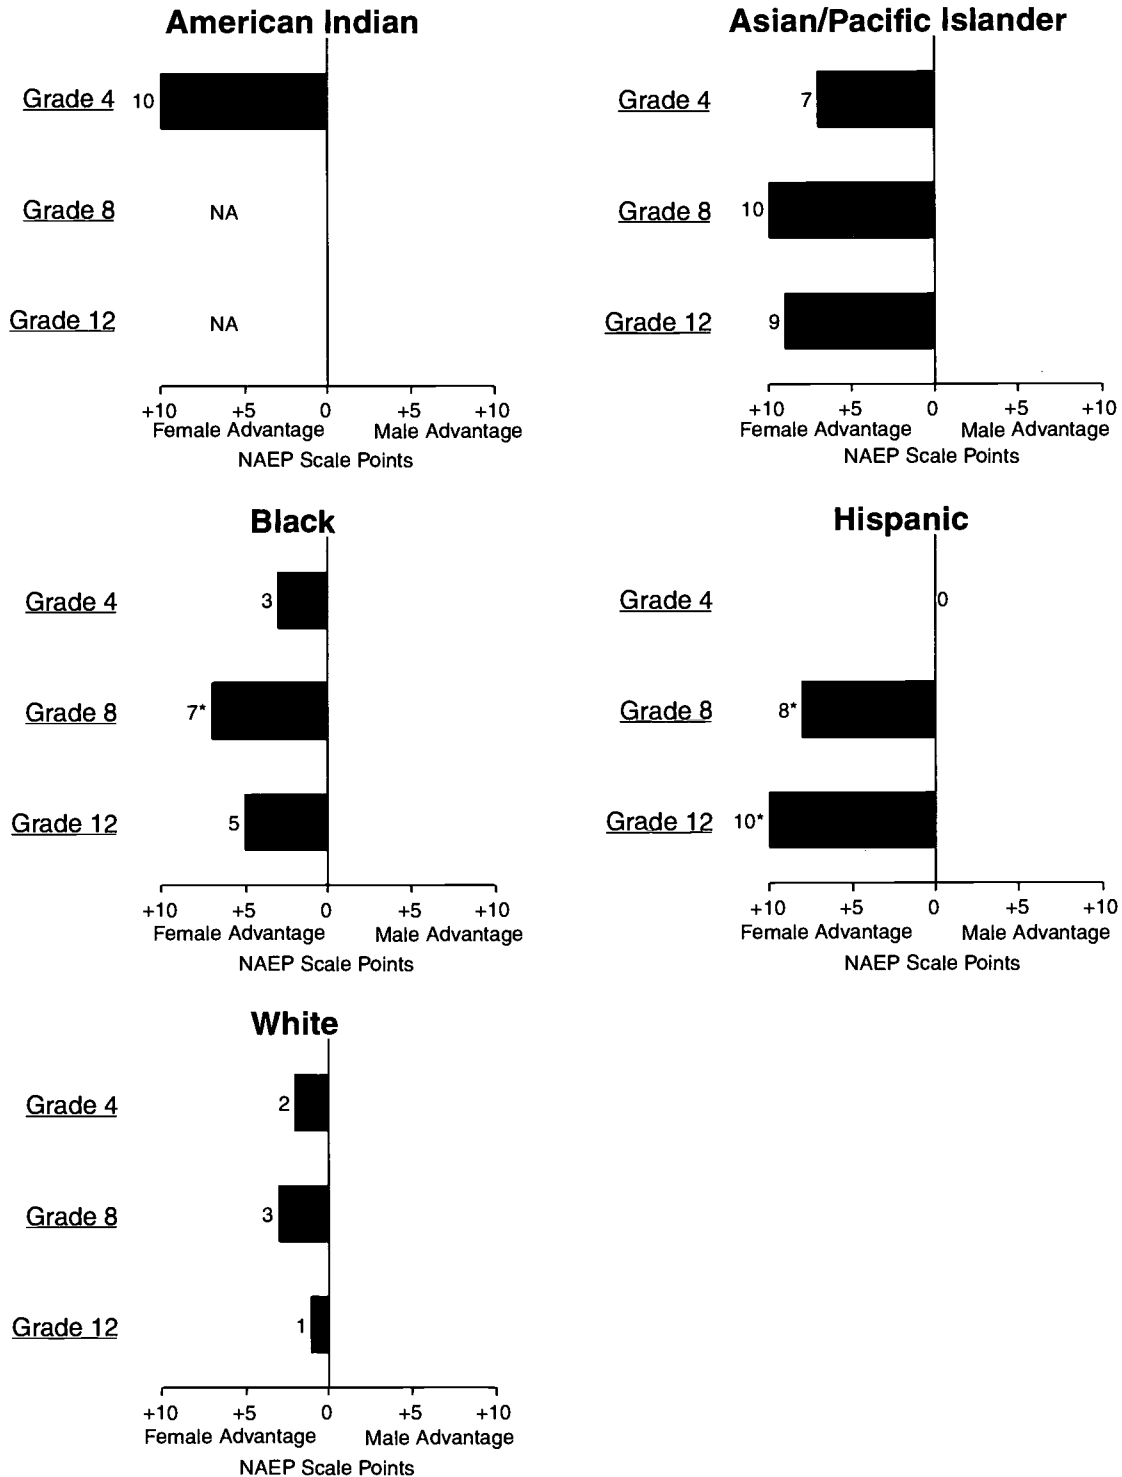 American Indian
Grade 4 10
Grade 8 NA
Grade 12 NA
+10 +5 0 +5 +10
Female Advantage Male Advantage
NAEP Scale Points
Asian/Pacific Islander
Grade 4 7
Grade 8 10
Grade 12 9
+10 +5 0 +5 +10
Female Advantage Male Advantage
NAEP Scale Points
Black
Grade 4 3
Grade 8 7*
Grade 12 5
+10 +5 0 +5 +10
Female Advantage Male Advantage
NAEP Scale Points
Hispanic
Grade 4 0
Grade 8 8*
Grade 12 10*
+10 +5 0 +5 +10
Female Advantage Male Advantage
NAEP Scale Points
White
Grade 4 2
Grade 8 3
Grade 12 1
+10 +5 0 +5 +10
Female Advantage Male Advantage
NAEP Scale Points